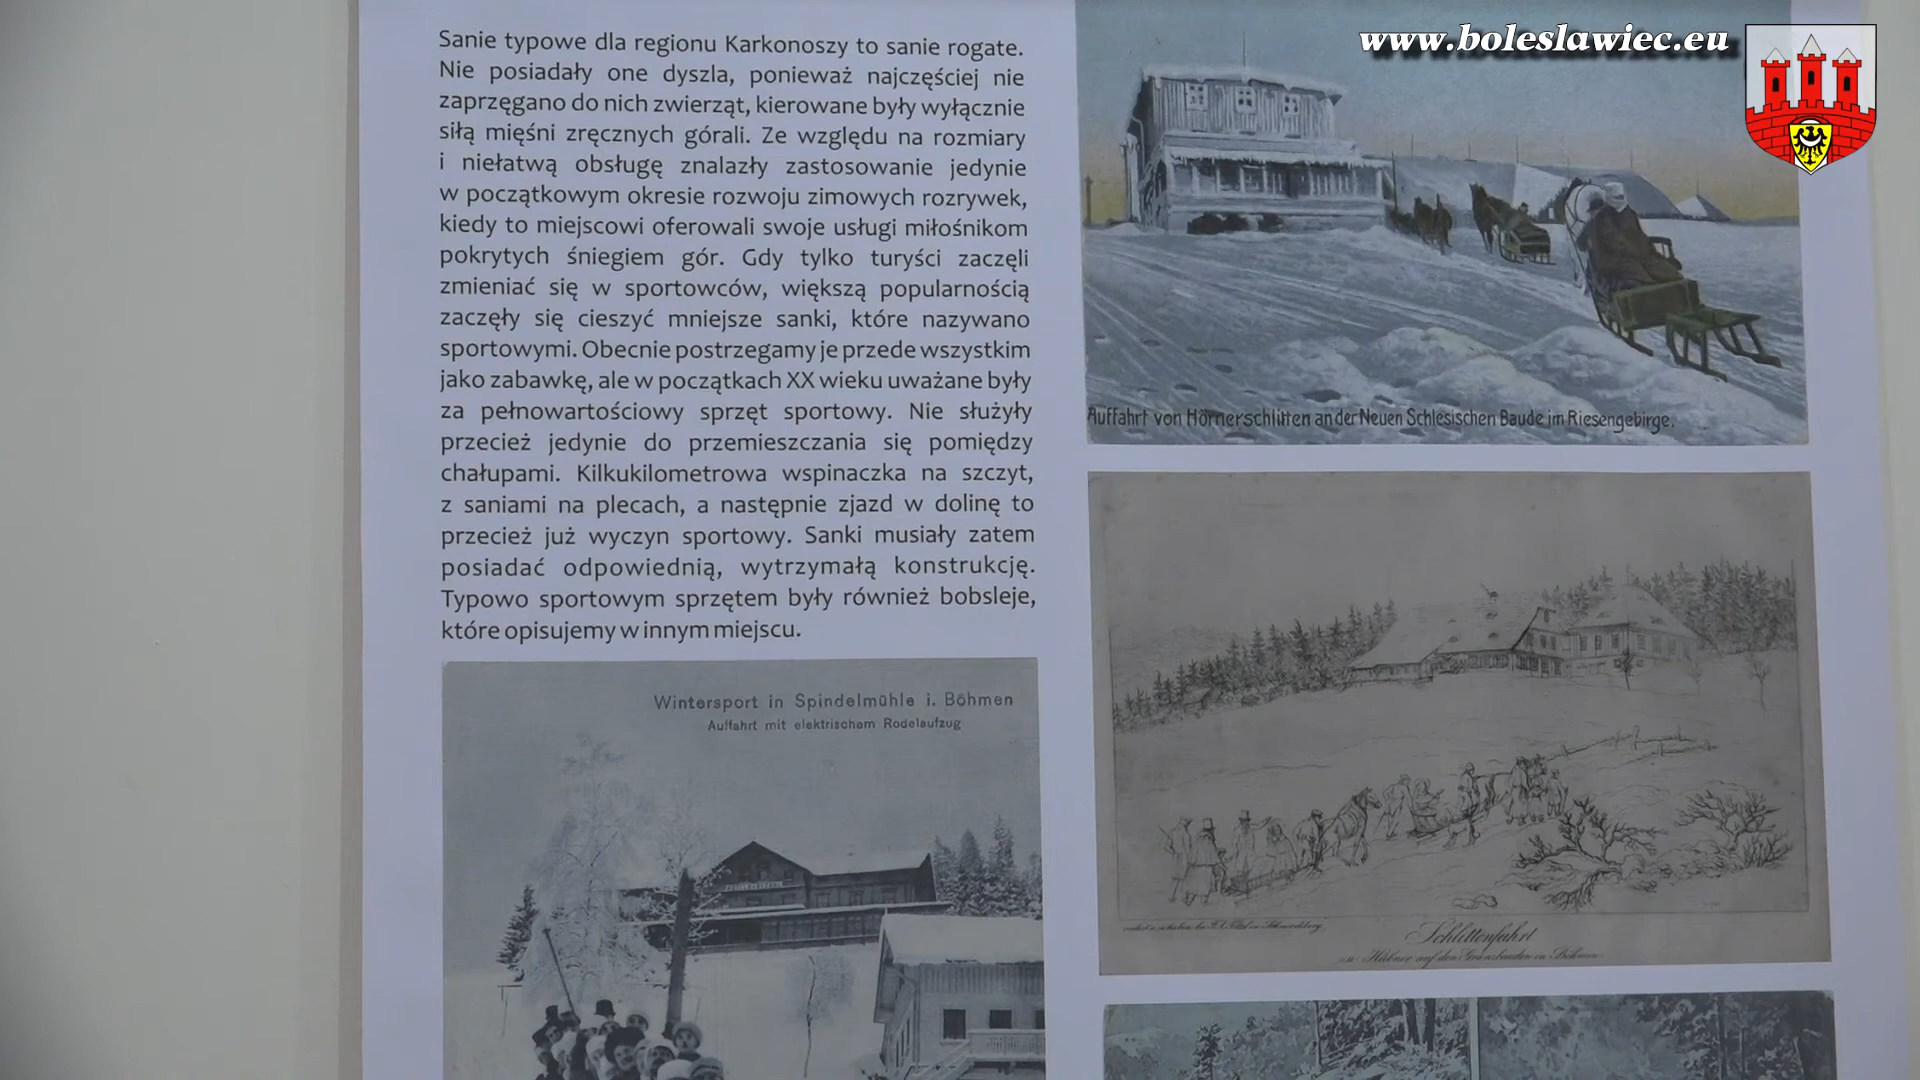 Sanie typowe dla regionu Karkonoszy to sanie rogate.
Nie posiadały one dyszla, ponieważ najczęściej nie
zaprzęgano do nich zwierząt, kierowane były wyłącznie
siłą mięśni zręcznych górali. Ze względu na rozmiary
i niełatwą obsługę znalazły zastosowanie jedynie
w początkowym okresie rozwoju zimowych rozrywek,
kiedy to miejscowi oferowali swoje usługi miłośnikom
pokrytych śniegiem gór. Gdy tylko turyści zaczęli
zmieniać się w sportowców, większą popularnością
zaczęły się cieszyć mniejsze sanki, które nazywano
sportowymi. Obecnie postrzegamy je przede wszystkim
jako zabawkę, ale w początkach XX wieku uważane były
za pełnowartościowy sprzęt sportowy. Nie służyły
przecież jedynie do przemieszczania się pomiędzy
chałupami. Kilkukilometrowa wspinaczka na szczyt,
z saniami na plecach, a następnie zjazd w dolinę to
przecież już wyczyn sportowy. Sanki musiały zatem
posiadać odpowiednią, wytrzymałą konstrukcję.
Typowo sportowym sprzętem były również bobsleje,
które opisujemy w innym miejscu.
Wintersport in Spindelmühle i. Böhmen
Auffahrt mit elektrischem Rodelaufzug
www.boleslawiec.eu
Auffahrt von Hörnerschlitten an der Neuen Schlesischen Baude im Riesengebirge.
Schlittenfahrt
Hübner auf den Grenzbauden in Böhmen